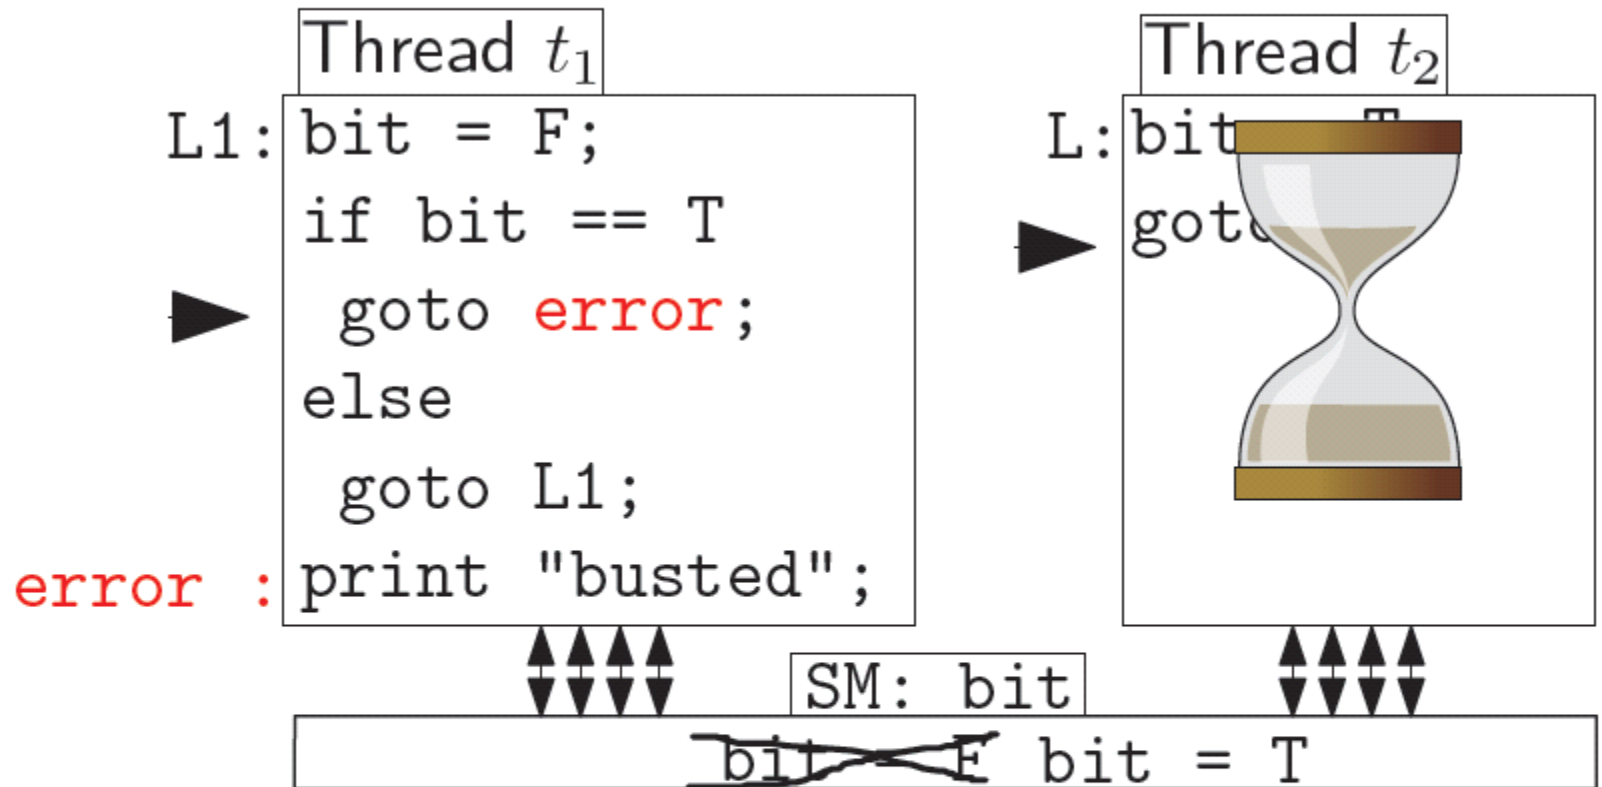 Thread t1
L1: bit = F;
if bit == T
goto error;
else
goto L1;
error : print "busted";
Thread t2
L: bit T
goto
SM: bit
bit = F bit = T